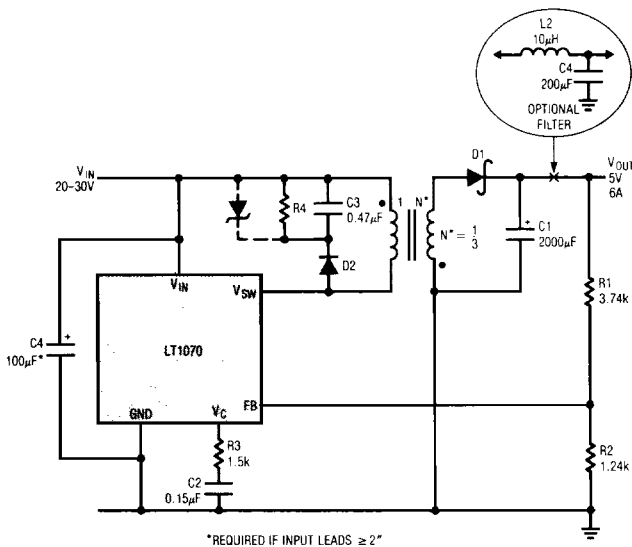 L2
10μH
C4
200μF
OPTIONAL
FILTER
D1
VOUT
5V
6A
VIN
20–30V
R4
C3
0.47μF
D2
1
N*
N* = 1/3
C1
2000μF
R1
3.74k
VIN
VSW
LT1070
C4
100μF*
GND
VC
FB
R3
1.5k
C2
0.15μF
R2
1.24k
*REQUIRED IF INPUT LEADS ≥ 2"